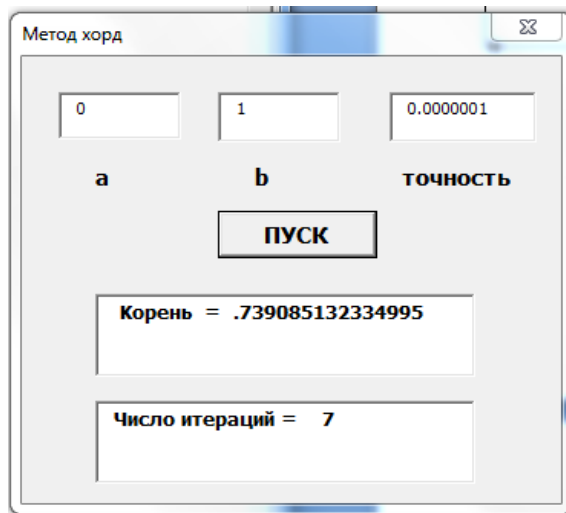 Метод хорд
0 1 0.0000001
a b точность
ПУСК
Корень = .739085132334995
Число итераций = 7